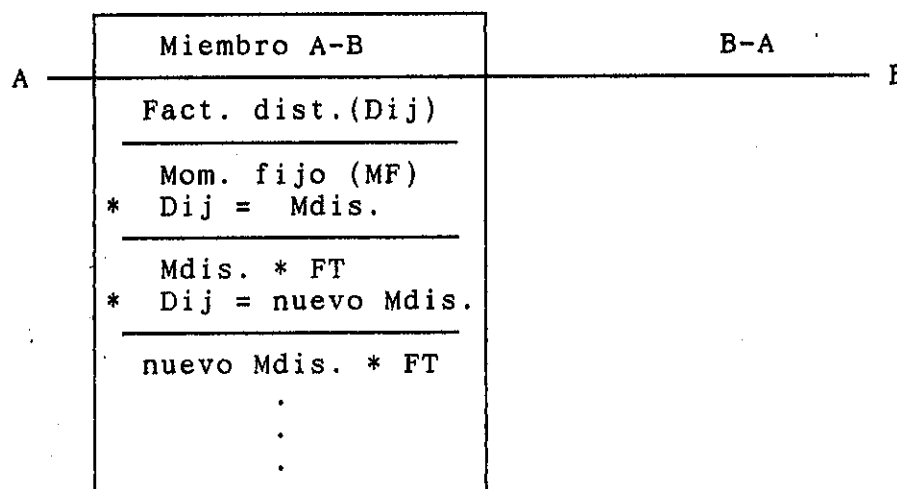 Miembro A-B
B-A
A
Fact. dist.(Dij)
Mom. fijo (MF)
* Dij = Mdis.
Mdis. * FT
* Dij = nuevo Mdis.
nuevo Mdis. * FT
.
.
.